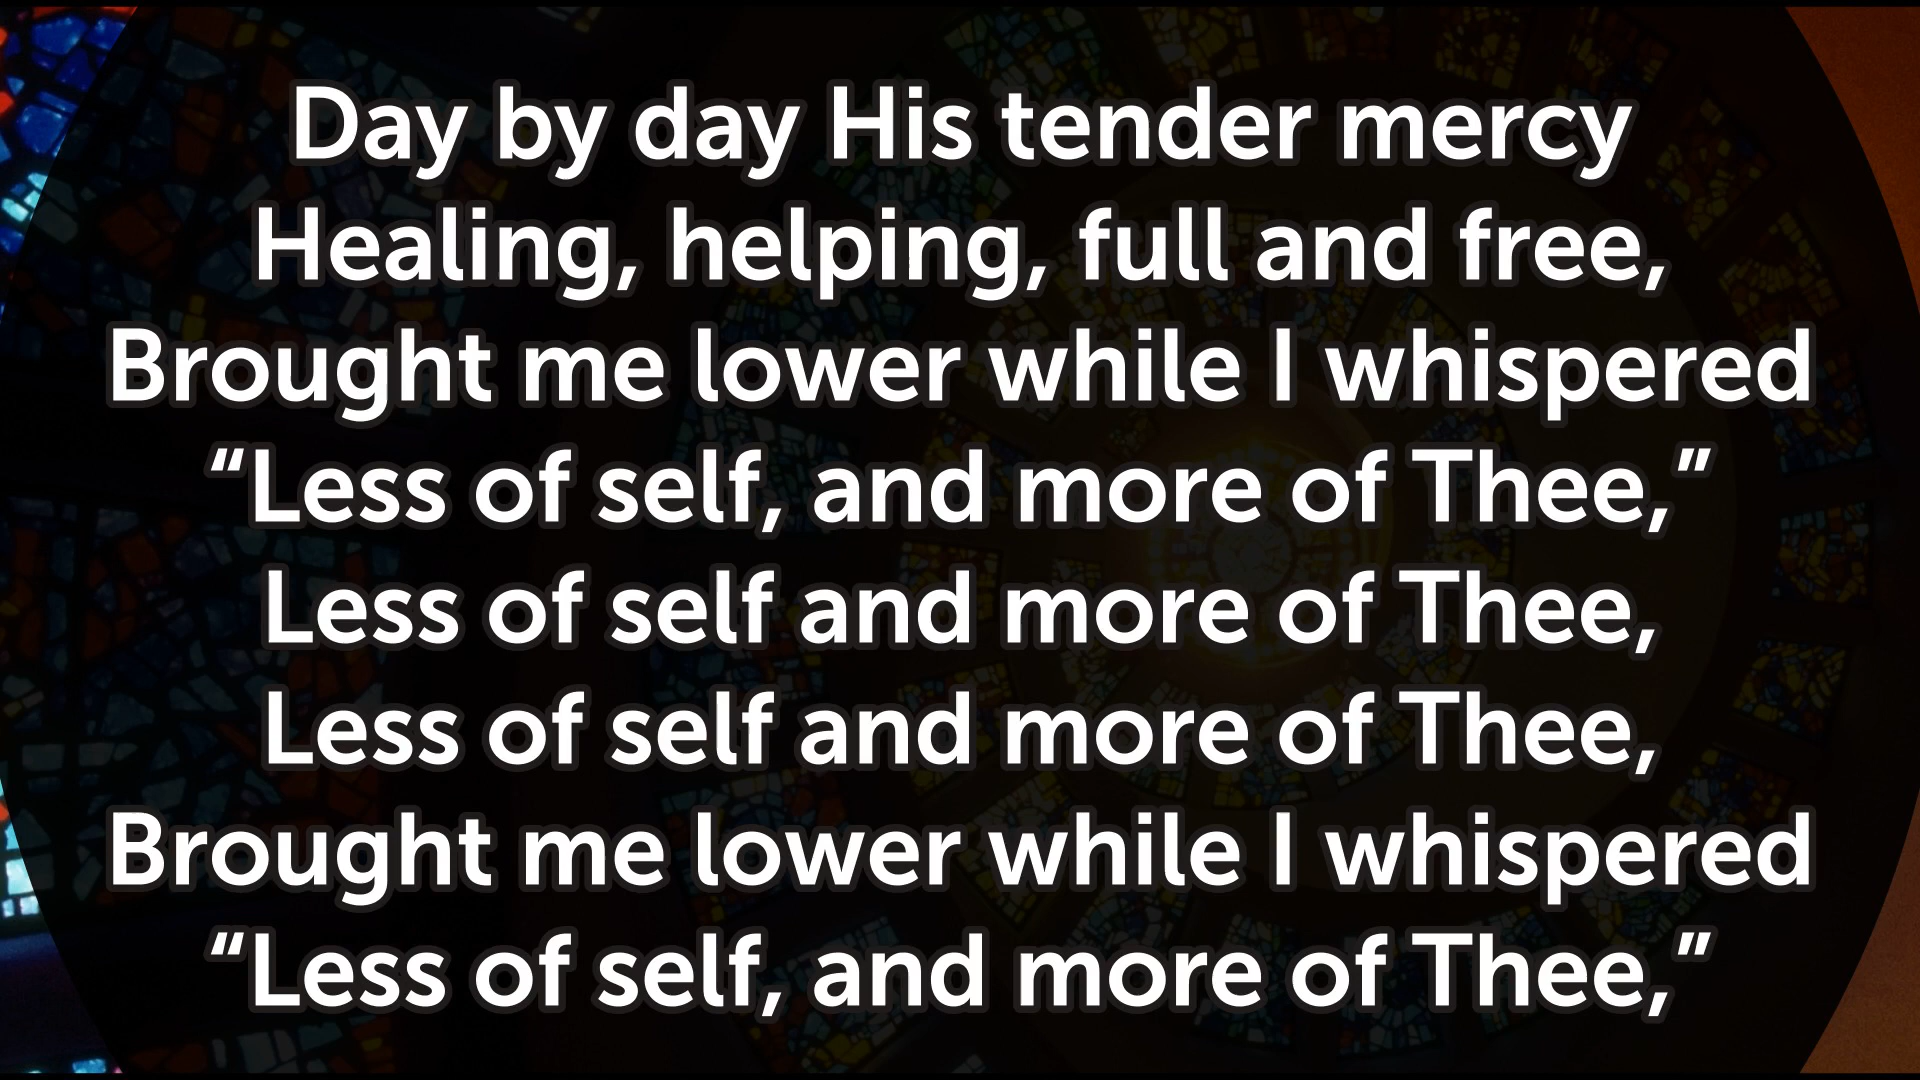 Day by day His tender mercy
Healing, helping, full and free,
Brought me lower while I whispered
“Less of self, and more of Thee,”
Less of self and more of Thee,
Less of self and more of Thee,
Brought me lower while I whispered
“Less of self, and more of Thee,”